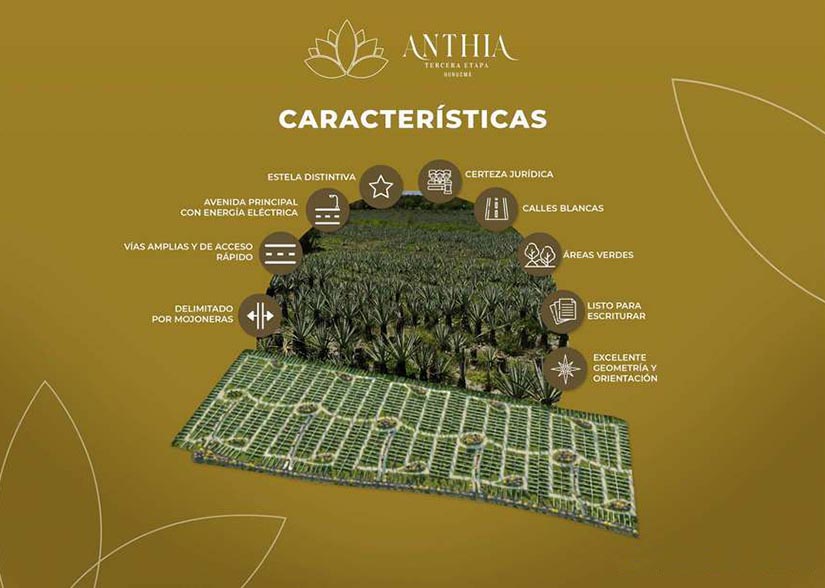 ANTHIA
TERCERA ETAPA
HUNUKMÁ
CARACTERÍSTICAS
ESTELA DISTINTIVA
CERTEZA JURÍDICA
AVENIDA PRINCIPAL
CON ENERGÍA ELÉCTRICA
CALLES BLANCAS
VÍAS AMPLIAS Y DE ACCESO
RÁPIDO
ÁREAS VERDES
DELIMITADO
POR MOJONERAS
LISTO PARA
ESCRITURAR
EXCELENTE
GEOMETRÍA Y
ORIENTACIÓN